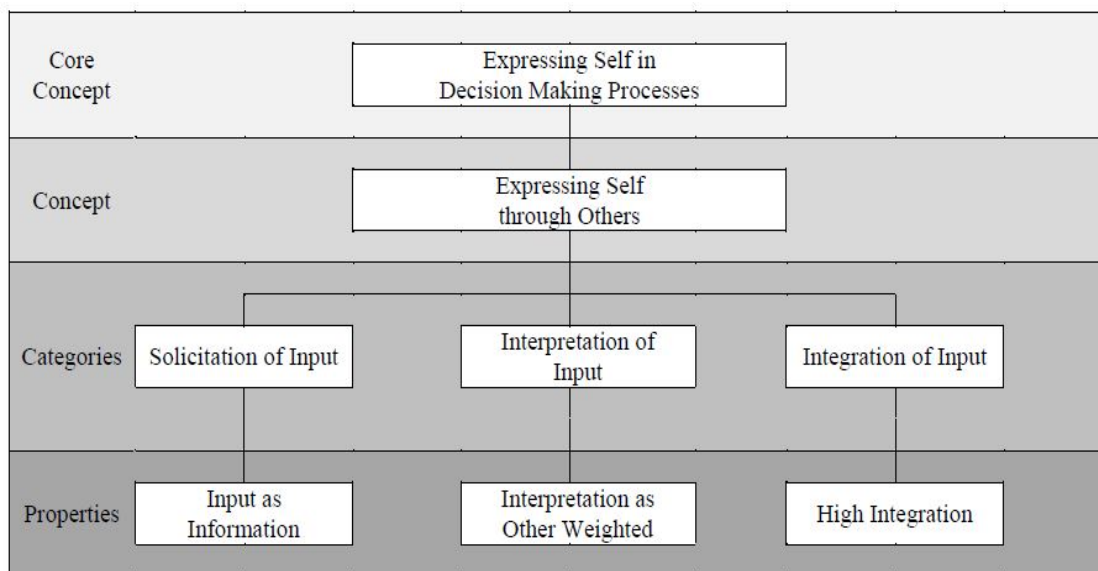 Core
Concept
Expressing Self in
Decision Making Processes
Concept
Expressing Self
through Others
Categories
Solicitation of Input
Interpretation of
Input
Integration of Input
Properties
Input as
Information
Interpretation as
Other Weighted
High Integration